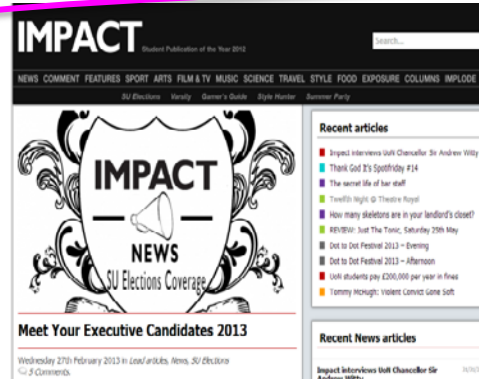 IMPACT
Student Publication of the Year 2012
Search...
NEWS COMMENT FEATURES SPORT ARTS FILM & TV MUSIC SCIENCE TRAVEL STYLE FOOD EXPOSURE COLUMNS IMPLODE
SU Elections Varsity Gamer's Guide Style Hunter Summer Party
IMPACT
NEWS
SU Elections Coverage
Meet Your Executive Candidates 2013
Wednesday 27th February 2013 in Lead articles, News, SU Elections
5 Comments
Recent articles
Impact interviews UoN Chancellor Sir Andrew Witty
Thank God It's Spotifriday #14
The secret life of bar staff
Twelfth Night @ Theatre Royal
How many skeletons are in your landlord's closet?
REVIEW: Just The Tonic, Saturday 25th May
Dot to Dot Festival 2013 – Evening
Dot to Dot Festival 2013 – Afternoon
UoN students pay £200,000 per year in fines
Tommy McHugh: Violent Convict Gone Soft
Recent News articles
Impact interviews UoN Chancellor Sir
Andrew Witty